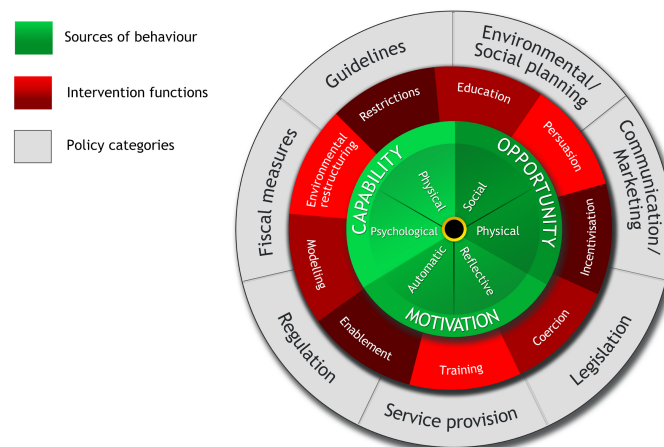 Sources of behaviour
Intervention functions
Policy categories
Guidelines
Environmental/
Social planning
Communication/
Marketing
Legislation
Service provision
Regulation
Fiscal measures
Restrictions
Education
Persuasion
Incentivisation
Coercion
Training
Enablement
Modelling
Environmental
restructuring
CAPABILITY
OPPORTUNITY
MOTIVATION
Physical
Social
Physical
Reflective
Automatic
Psychological